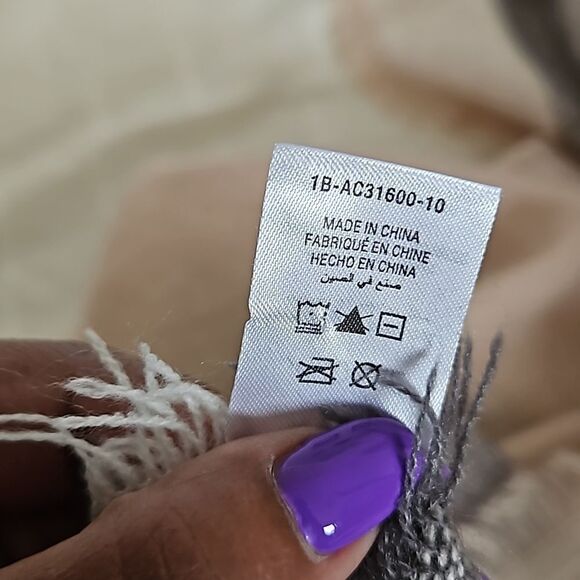 1B-AC31600-10
MADE IN CHINA
FABRIQUÉ EN CHINE
HECHO EN CHINA
صنع في الصين